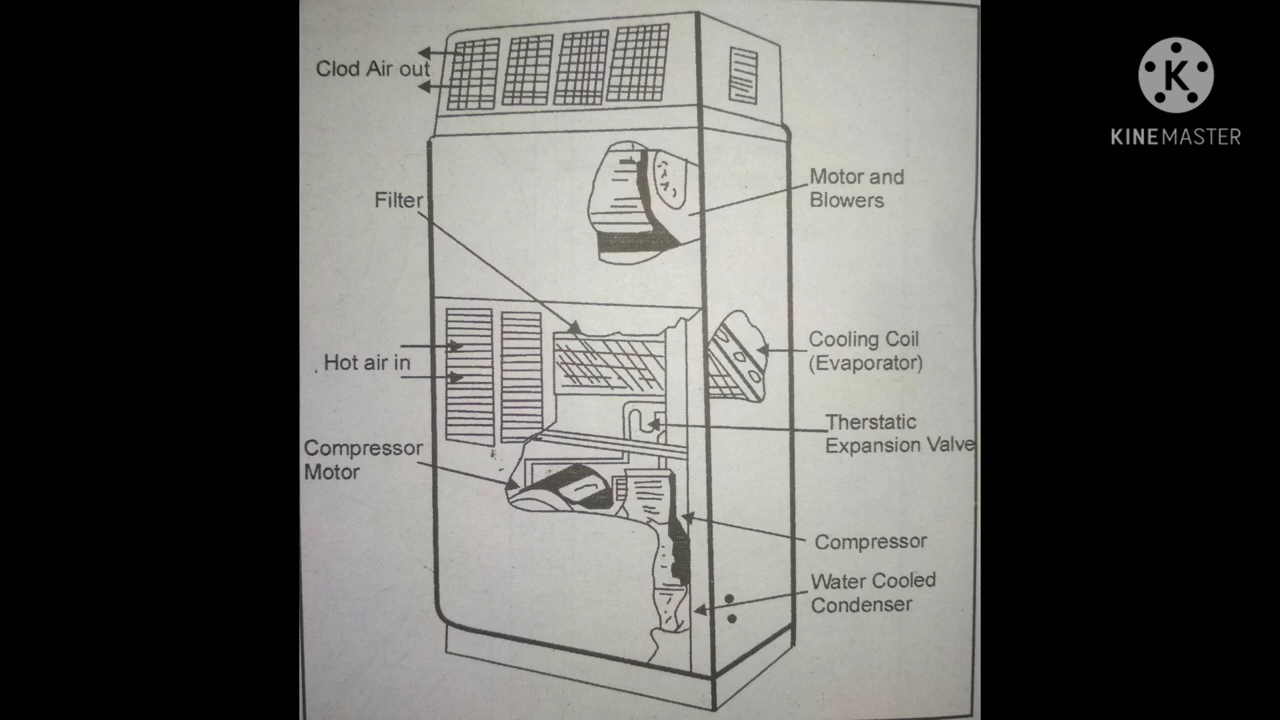 Clod Air out
K
KINEMASTER
Motor and
Blowers
Filter
Cooling Coil
(Evaporator)
Hot air in
Therstatic
Expansion Valve
Compressor
Motor
Compressor
Water Cooled
Condenser